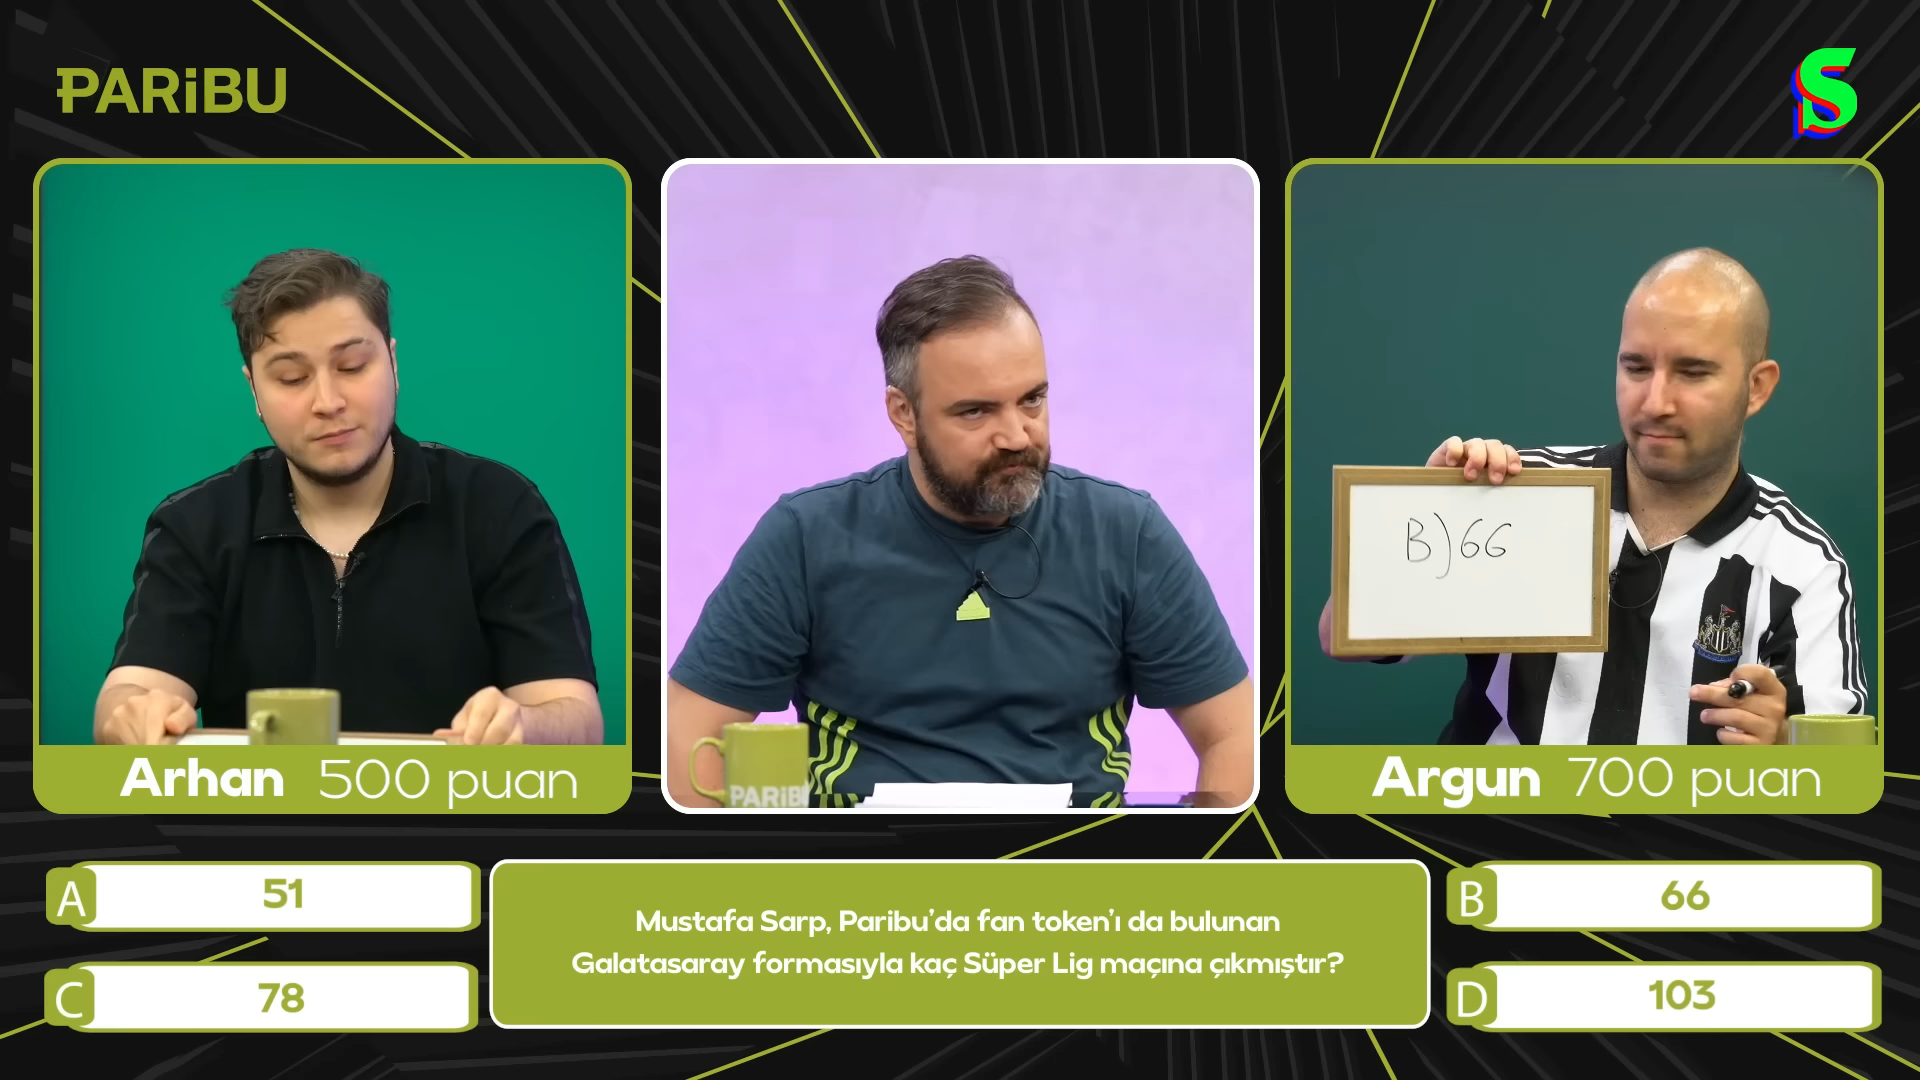 PARiBU
S
B) 66
PARiB
Arhan 500 puan
Argun 700 puan
A 51
B 66
Mustafa Sarp, Paribu'da fan token'ı da bulunan
Galatasaray formasıyla kaç Süper Lig maçına çıkmıştır?
C 78
D 103